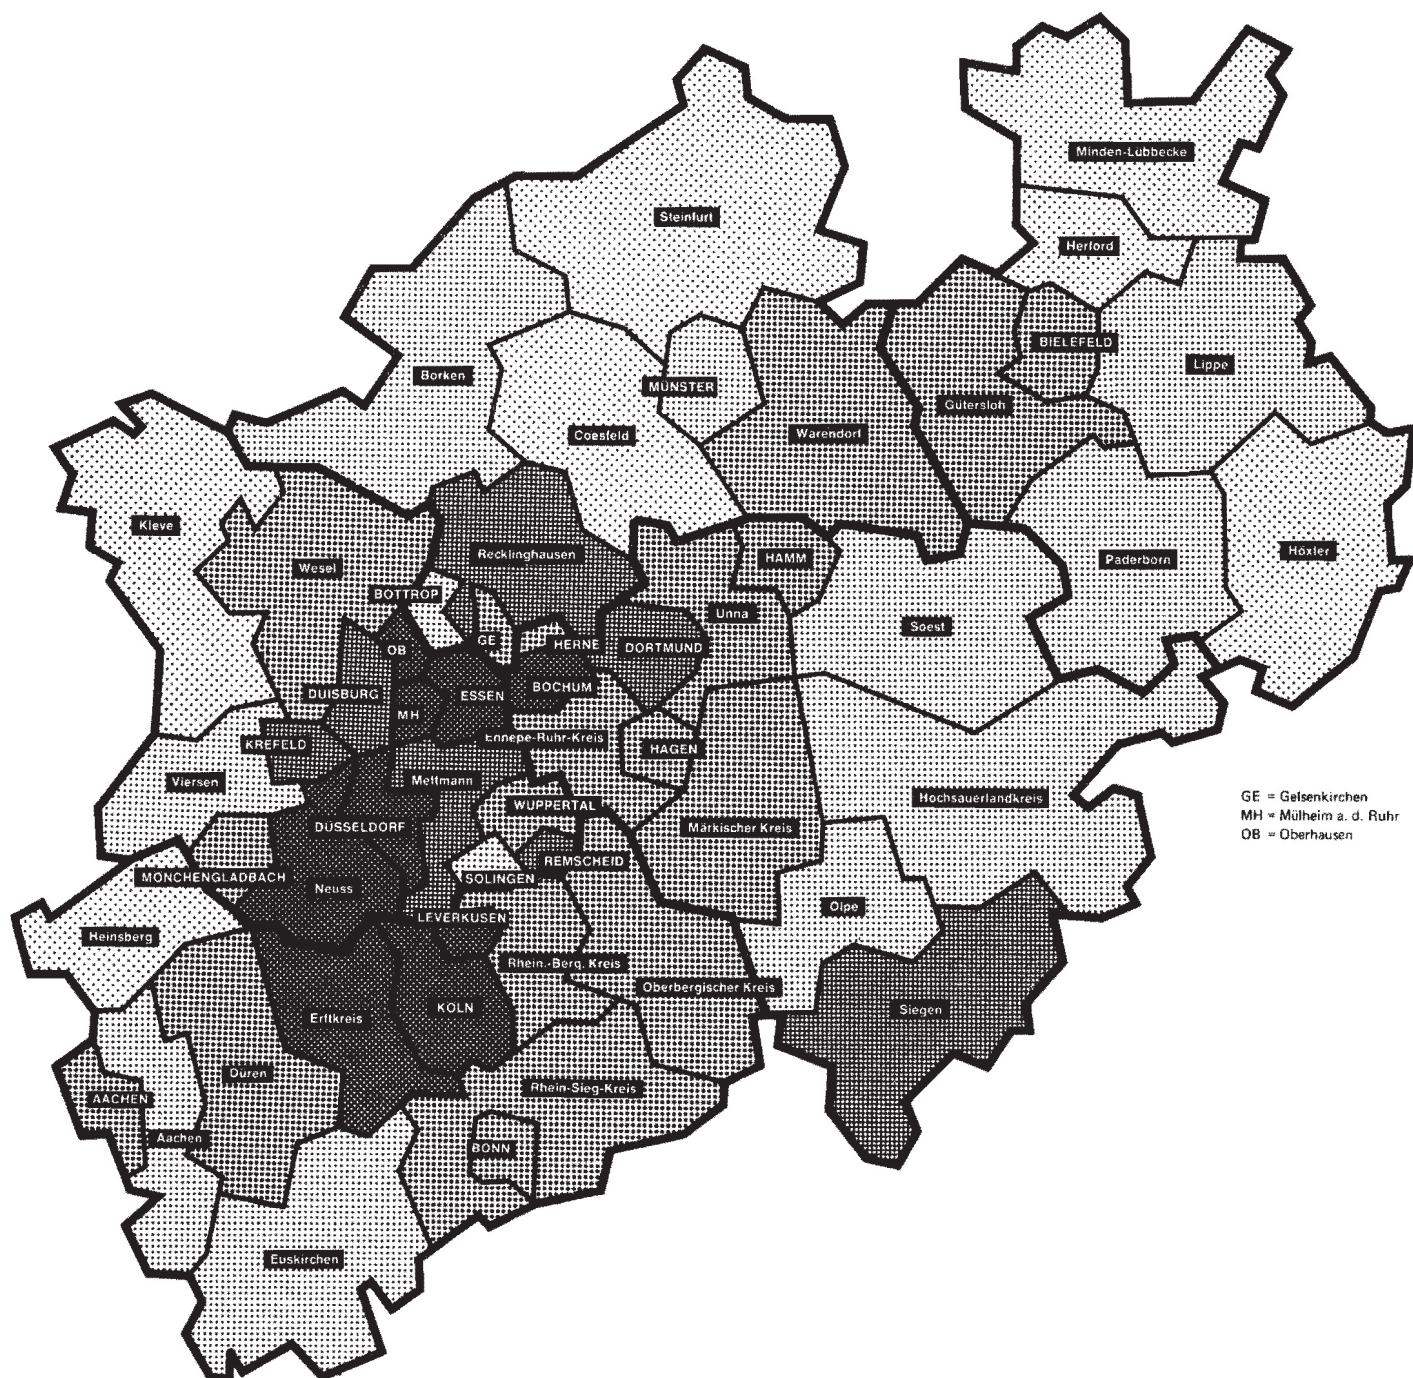 Minden-Lübbecke
Steinfurt
Herford
BIELEFELD
Lippe
Borken
MÜNSTER
Gütersloh
Coesfeld
Warendorf
Kleve
Recklinghausen
HAMM
Paderborn
Höxter
Wesel
BOTTROP
Unna
Soest
GE
HERNE
DORTMUND
OB
DUISBURG
ESSEN
BOCHUM
MH
KREFELD
Ennepe-Ruhr-Kreis
HAGEN
Viersen
Mettmann
WUPPERTAL
Hochsauerlandkreis
GE = Gelsenkirchen
MH = Mülheim a. d. Ruhr
OB = Oberhausen
DÜSSELDORF
Märkischer Kreis
REMSCHEID
MÖNCHENGLADBACH
Neuss
SOLINGEN
Olpe
LEVERKUSEN
Heinsberg
Rhein.-Berg. Kreis
Oberbergischer Kreis
Erftkreis
KÖLN
Siegen
Düren
Rhein-Sieg-Kreis
AACHEN
Aachen
BONN
Euskirchen